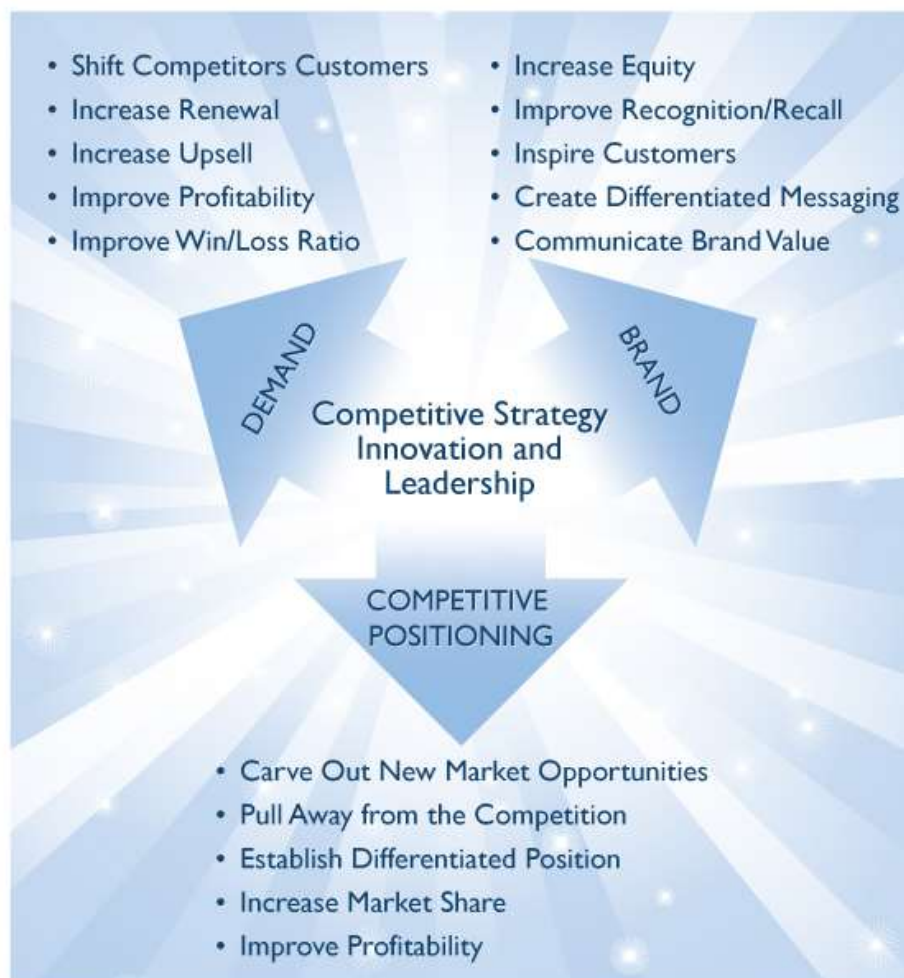 • Shift Competitors Customers
• Increase Renewal
• Increase Upsell
• Improve Profitability
• Improve Win/Loss Ratio
• Increase Equity
• Improve Recognition/Recall
• Inspire Customers
• Create Differentiated Messaging
• Communicate Brand Value
DEMAND
BRAND
Competitive Strategy
Innovation and
Leadership
COMPETITIVE
POSITIONING
• Carve Out New Market Opportunities
• Pull Away from the Competition
• Establish Differentiated Position
• Increase Market Share
• Improve Profitability